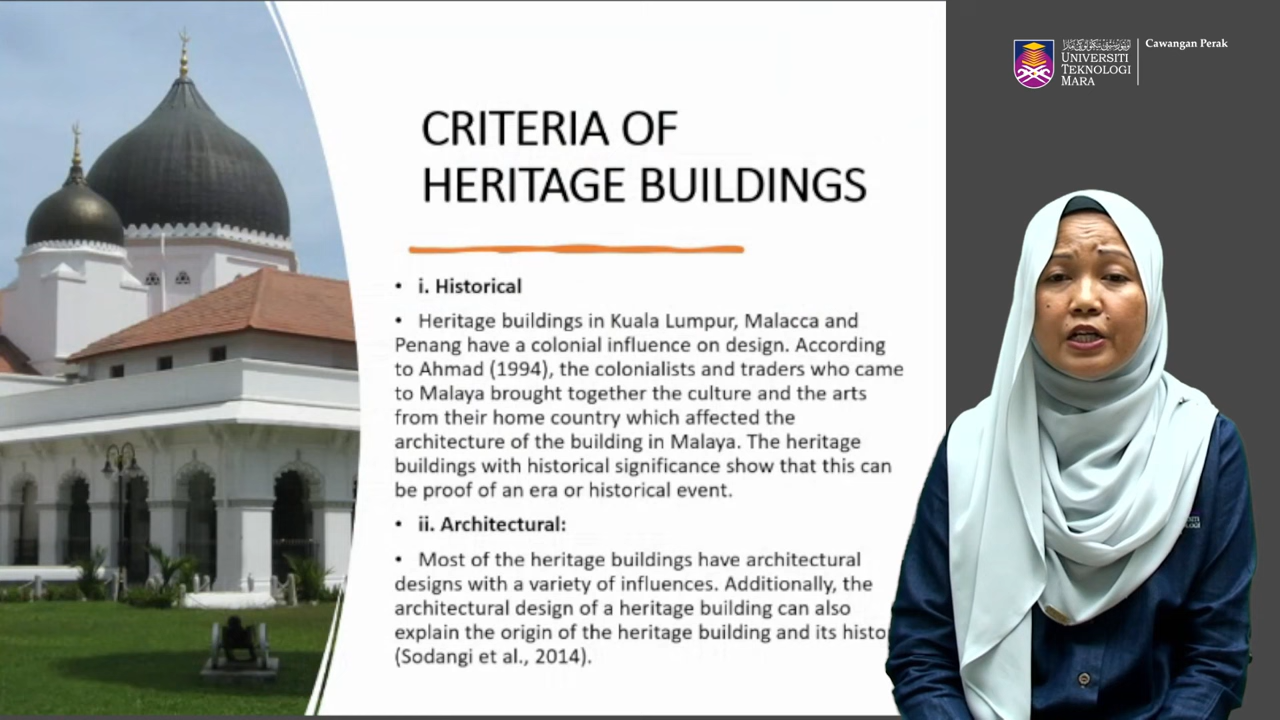 CRITERIA OF
HERITAGE BUILDINGS
• i. Historical
• Heritage buildings in Kuala Lumpur, Malacca and
Penang have a colonial influence on design. According
to Ahmad (1994), the colonialists and traders who came
to Malaya brought together the culture and the arts
from their home country which affected the
architecture of the building in Malaya. The heritage
buildings with historical significance show that this can
be proof of an era or historical event.
• ii. Architectural:
• Most of the heritage buildings have architectural
designs with a variety of influences. Additionally, the
architectural design of a heritage building can also
explain the origin of the heritage building and its histo
(Sodangi et al., 2014).
UNIVERSITI
TEKNOLOGI
MARA
Cawangan Perak